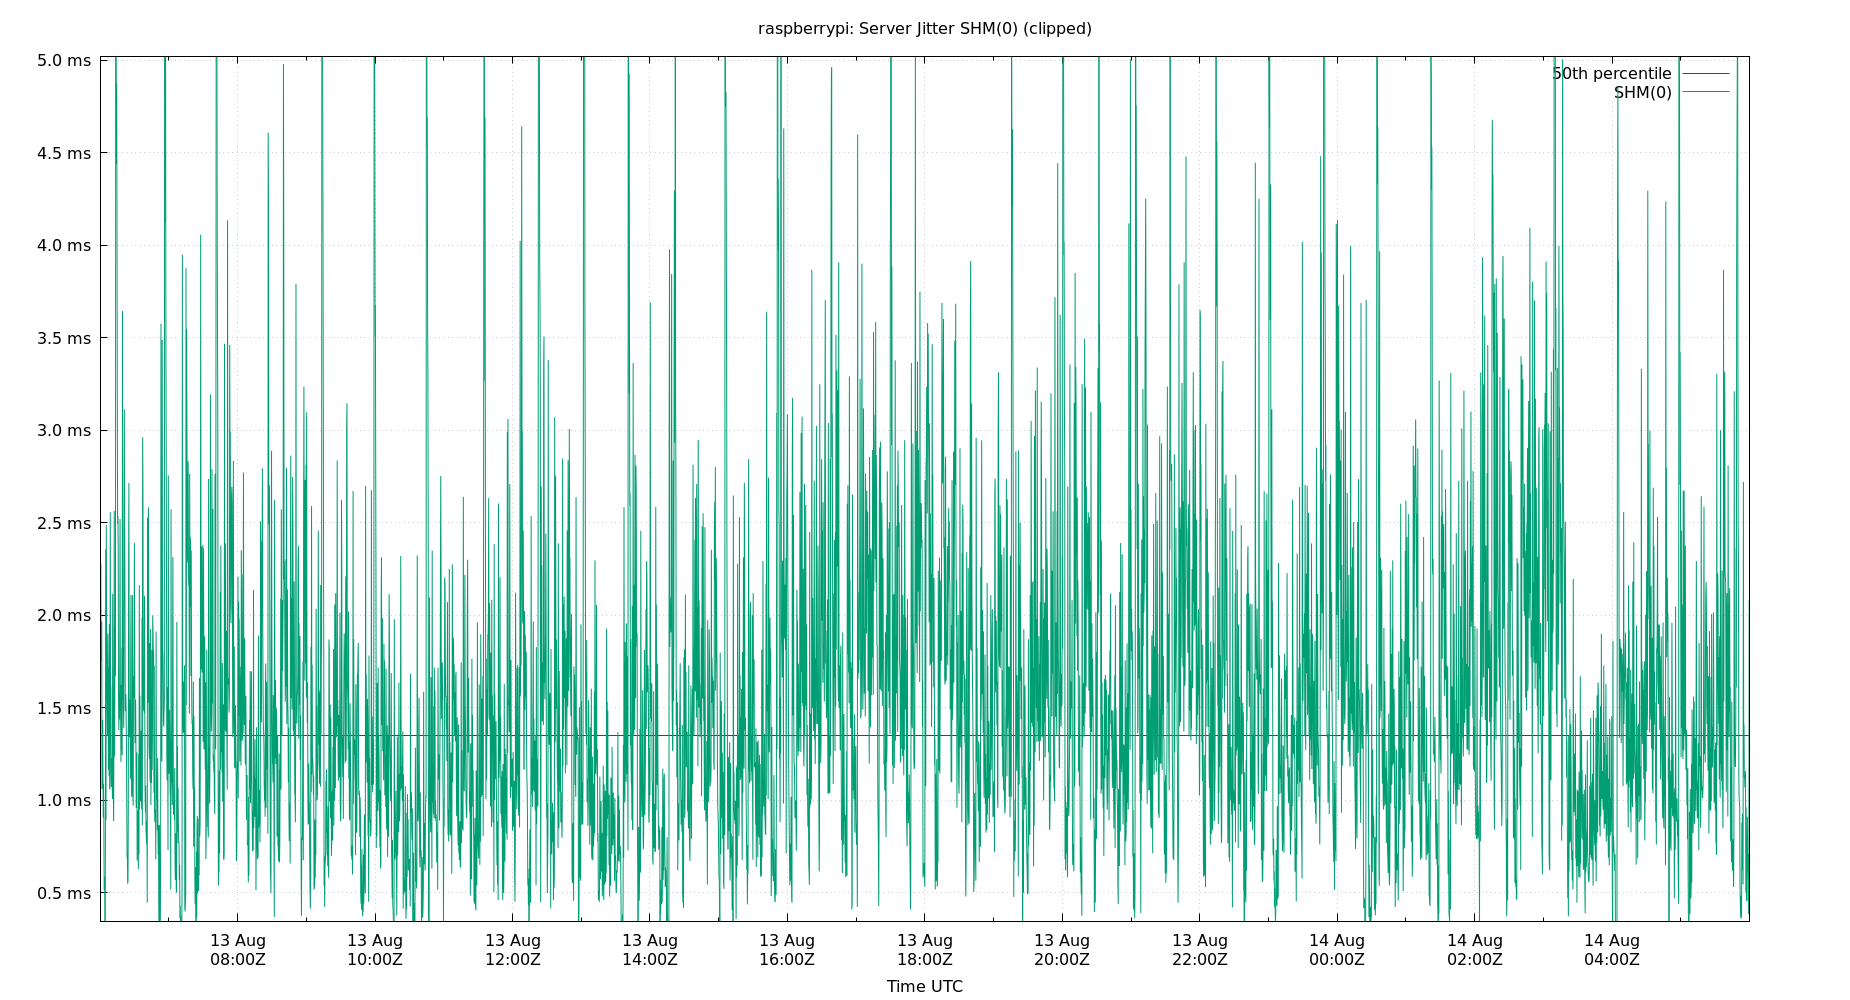 raspberrypi: Server Jitter SHM(0) (clipped)
5.0 ms
50th percentile
SHM(0)
4.5 ms
4.0 ms
3.5 ms
3.0 ms
2.5 ms
2.0 ms
1.5 ms
1.0 ms
0.5 ms
13 Aug 13 Aug 13 Aug 13 Aug 13 Aug 13 Aug 13 Aug 13 Aug 14 Aug 14 Aug 14 Aug
08:00Z 10:00Z 12:00Z 14:00Z 16:00Z 18:00Z 20:00Z 22:00Z 00:00Z 02:00Z 04:00Z
Time UTC